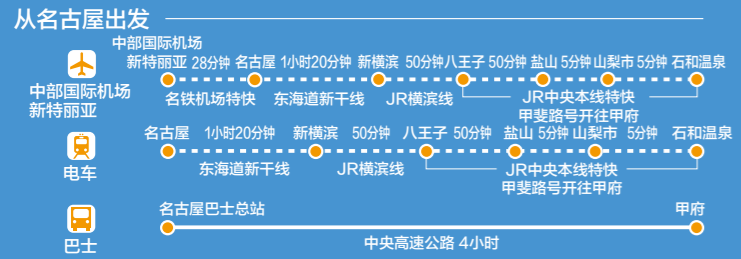 从名古屋出发
中部国际机场
新特丽亚 28分钟 名古屋 1小时20分钟 新横滨 50分钟 八王子 50分钟 盐山 5分钟 山梨市 5分钟 石和温泉
中部国际机场
新特丽亚
名铁机场特快 东海道新干线 JR横滨线 JR中央本线特快
甲斐路号开往甲府
名古屋 1小时20分钟 新横滨 50分钟 八王子 50分钟 盐山 5分钟 山梨市 5分钟 石和温泉
电车
东海道新干线 JR横滨线 JR中央本线特快
甲斐路号开往甲府
名古屋巴士总站 甲府
巴士
中央高速公路 4小时